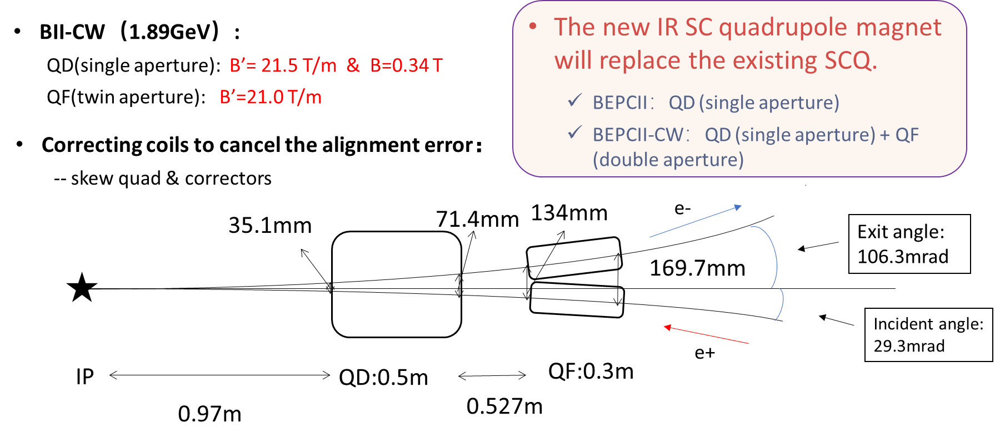 • BII-CW（1.89GeV）:
QD(single aperture): B’= 21.5 T/m & B=0.34 T
QF(twin aperture): B’=21.0 T/m
• Correcting coils to cancel the alignment error:
-- skew quad & correctors
• The new IR SC quadrupole magnet
will replace the existing SCQ.
✓ BEPCII: QD (single aperture)
✓ BEPCII-CW: QD (single aperture) + QF
(double aperture)
35.1mm
71.4mm
134mm
e-
169.7mm
Exit angle:
106.3mrad
Incident angle:
29.3mrad
e+
IP
QD:0.5m
QF:0.3m
0.97m
0.527m